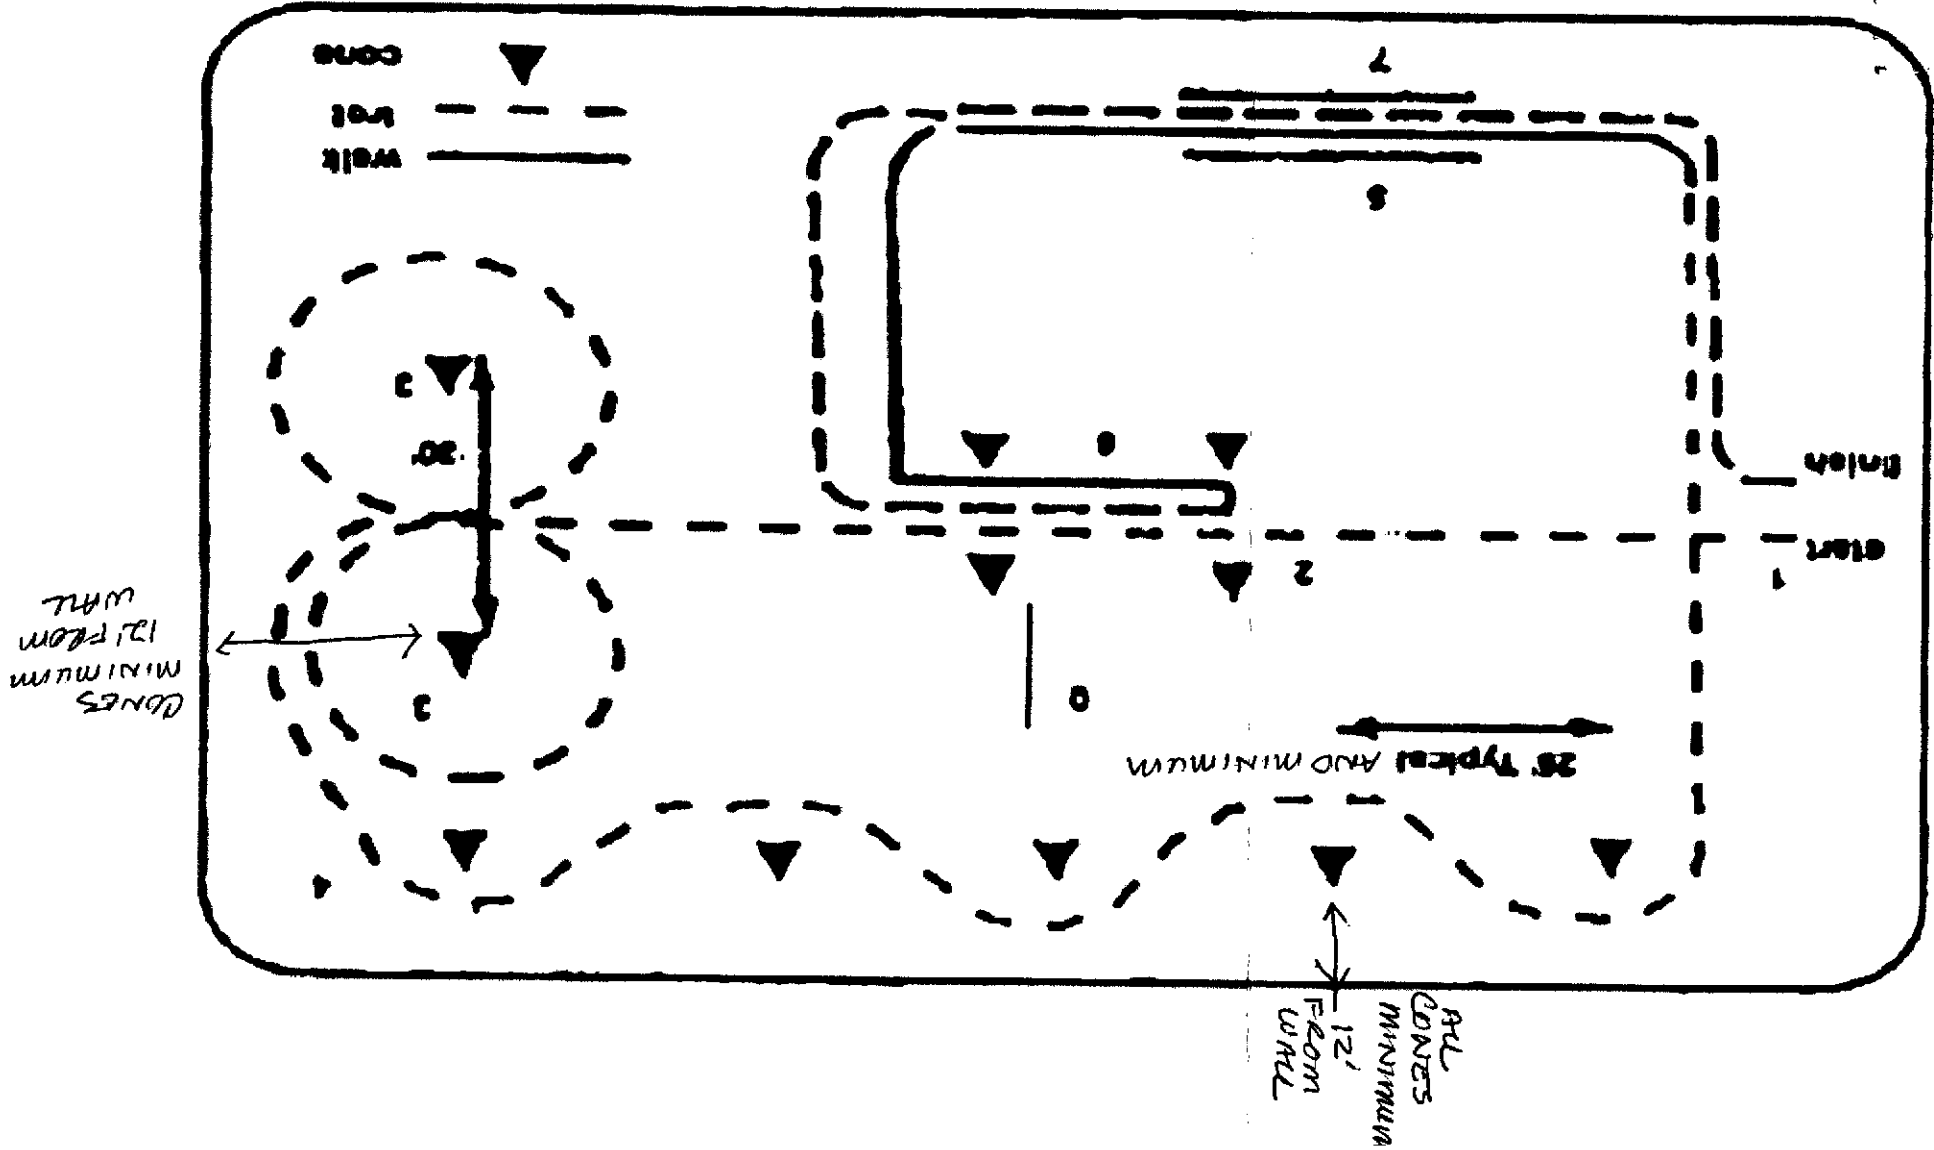 ALL
CONES
MINIMUM
12'
FROM
WALL
4
25' Typical AND MINIMUM
3
CONES
MINIMUM
12' FROM
WALL
1
start
2
finish
6
30'
3
5
walk
trot
cone
7